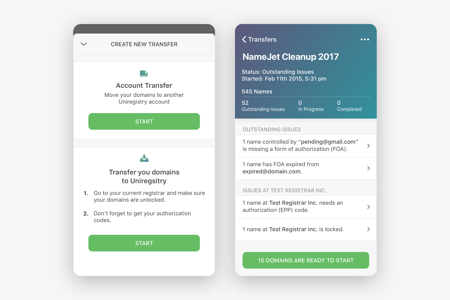 CREATE NEW TRANSFER
Account Transfer
Move your domains to another
Uniregistry account
START
Transfer you domains
to Uniregsitry
1. Go to your current registrar and make sure
your domains are unlocked.
2. Don't forget to get your authorization
codes.
START
Transfers
NameJet Cleanup 2017
Status: Outstanding Issues
Started: Feb 11th 2015, 5:31 pm
545 Names
52 0 0
Outstanding Issues In Progress Completed
OUTSTANDING ISSUES
1 name controlled by "pending@gmail.com"
is missing a form of authorization (FOA).
1 name has FOA expired from
expired@domain.com.
ISSUES AT TEST REGISTRAR INC.
1 name at Test Registrar Inc. needs an
authorization (EPP) code.
1 name at Test Registrar Inc. is locked.
15 DOMAINS ARE READY TO START